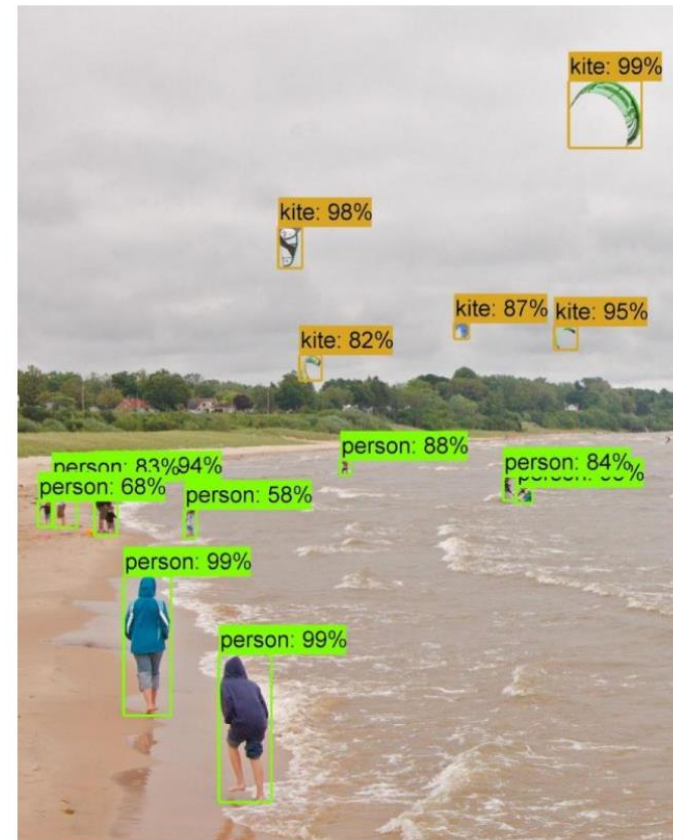 kite: 99%
kite: 98%
kite: 87%
kite: 95%
kite: 82%
person: 88%
person: 83%
94%
person: 84%
person: 68%
person: 58%
person: 99%
person: 99%